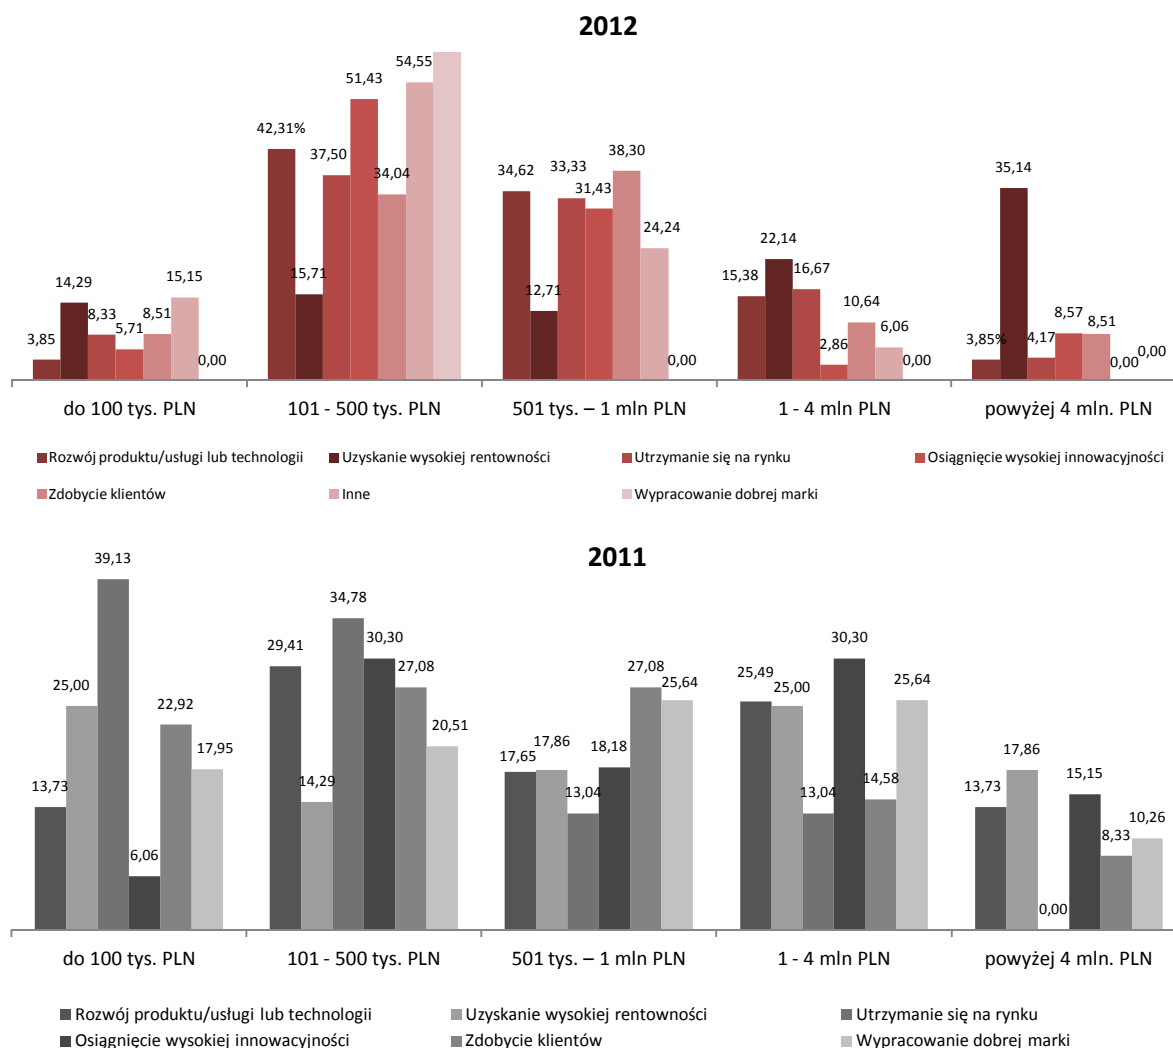 2012
42,31%
37,50
51,43
34,04
54,55
15,71
34,62
12,71
33,33
31,43
38,30
24,24
0,00
3,85
14,29
8,33
5,71
8,51
15,15
0,00
15,38
22,14
16,67
2,86
10,64
6,06
0,00
3,85%
35,14
4,17
8,57
8,51
0,00
0,00
do 100 tys. PLN
101 - 500 tys. PLN
501 tys. – 1 mln PLN
1 - 4 mln PLN
powyżej 4 mln. PLN
Rozwój produktu/usługi lub technologii
Uzyskanie wysokiej rentowności
Utrzymanie się na rynku
Osiągnięcie wysokiej innowacyjności
Zdobycie klientów
Inne
Wypracowanie dobrej marki
2011
13,73
25,00
39,13
6,06
22,92
17,95
29,41
14,29
34,78
30,30
27,08
20,51
17,65
17,86
13,04
18,18
27,08
25,64
25,49
25,00
13,04
30,30
14,58
25,64
13,73
17,86
0,00
15,15
8,33
10,26
do 100 tys. PLN
101 - 500 tys. PLN
501 tys. – 1 mln PLN
1 - 4 mln PLN
powyżej 4 mln. PLN
Rozwój produktu/usługi lub technologii
Uzyskanie wysokiej rentowności
Utrzymanie się na rynku
Osiągnięcie wysokiej innowacyjności
Zdobycie klientów
Wypracowanie dobrej marki